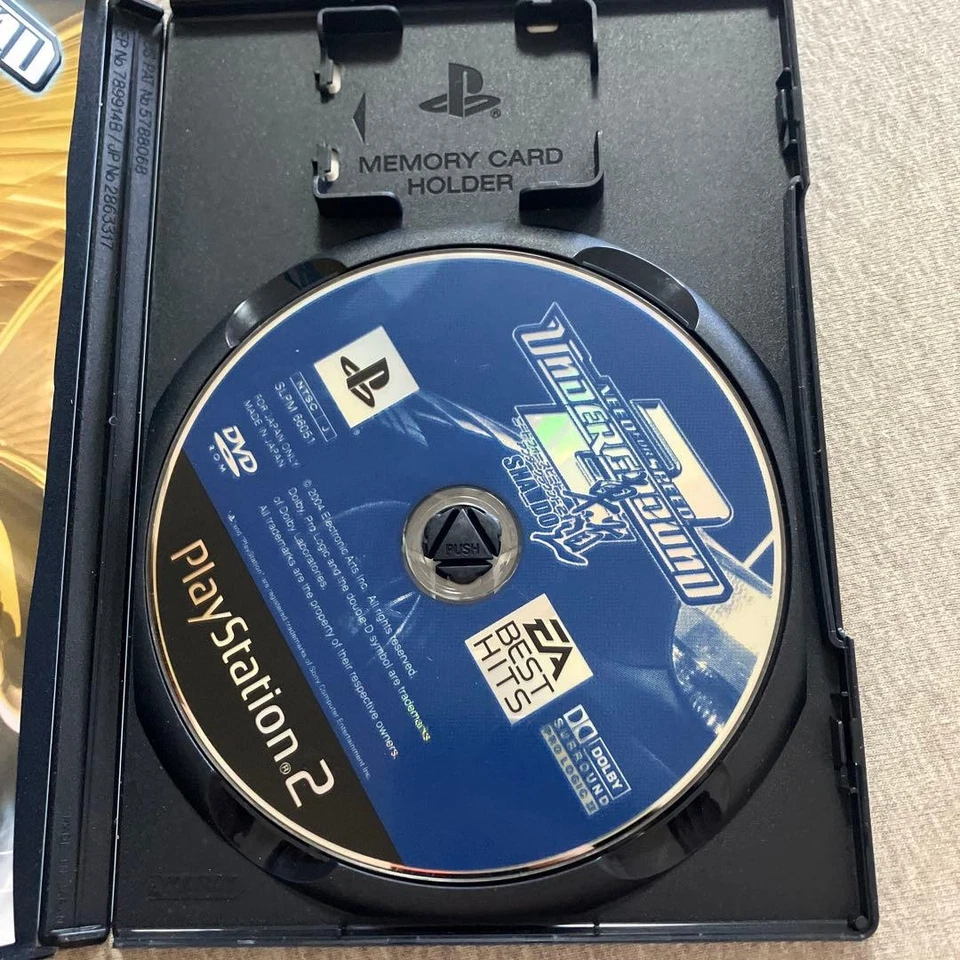 US PAT No 5788068
EP No 789914B / JP No 2863317
MEMORY CARD
HOLDER
NEED FOR SPEED
UNDERGROUND 2
SHA DO
NTSC J
SLPM 66051
FOR JAPAN ONLY
MADE IN JAPAN
DVD
ROM
© 2004 Electronic Arts Inc. All rights reserved.
Dolby, Pro Logic and the double-D symbol are trademarks
of Dolby Laboratories.
All trademarks are the property of their respective owners.
PUSH
PlayStation®2
EA
BEST
HITS
DOLBY
SURROUND
PRO LOGIC II